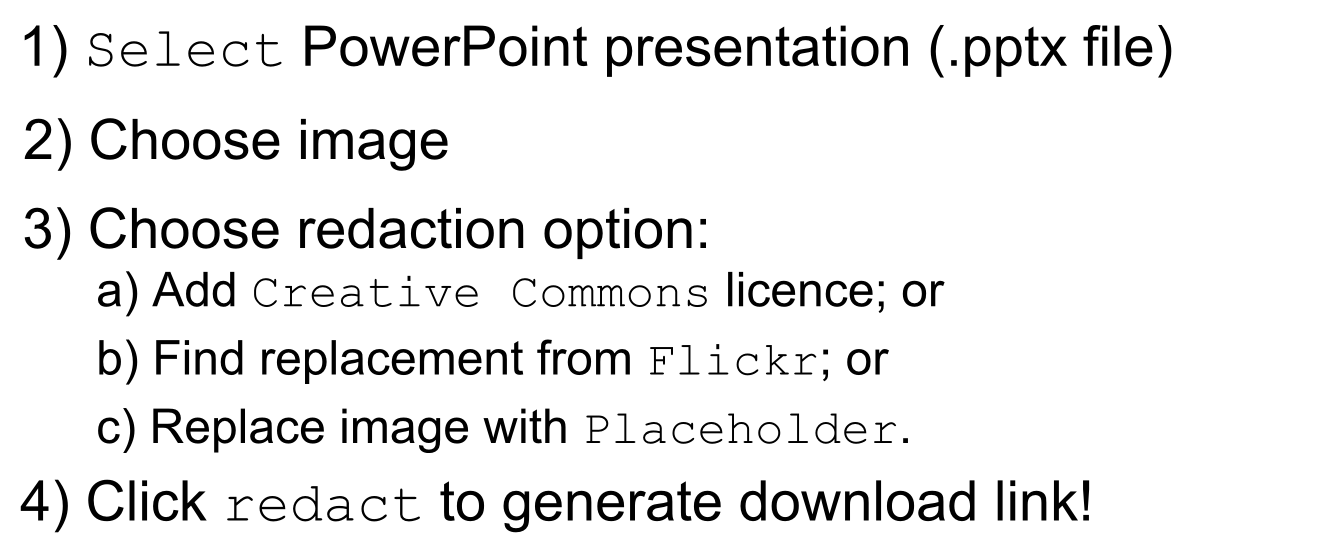 1) Select PowerPoint presentation (.pptx file)
2) Choose image
3) Choose redaction option:
a) Add Creative Commons licence; or
b) Find replacement from Flickr; or
c) Replace image with Placeholder.
4) Click redact to generate download link!